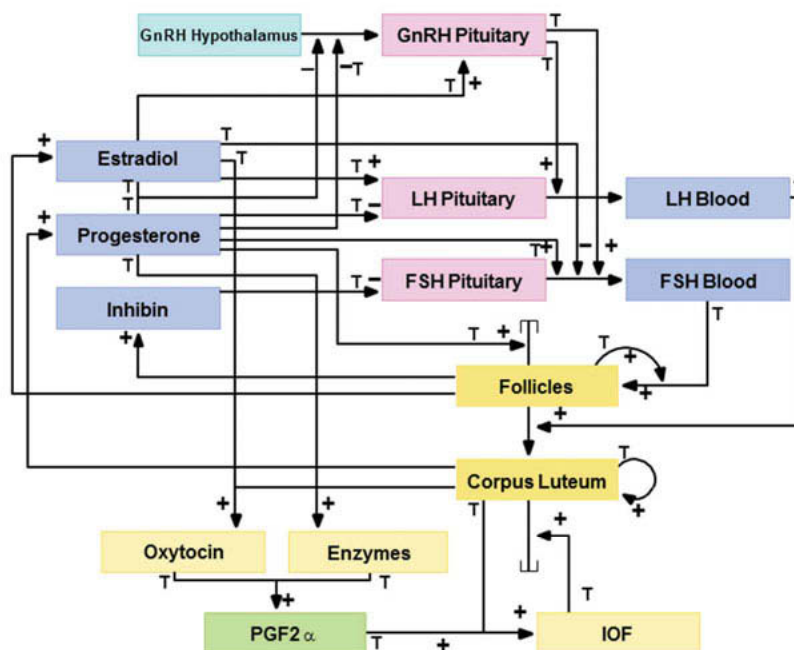 GnRH Hypothalamus
GnRH Pituitary
T
T
−
−T
T +
+
Estradiol
T
T
T +
+
LH Pituitary
LH Blood
T
T
T −
+
Progesterone
T
T +
−
+
FSH Pituitary
FSH Blood
T −
Inhibin
+
T
T +
T
+
Follicles
+
+
T
Corpus Luteum
+
T
+
+
+
Oxytocin
Enzymes
T
T
+
T
+
PGF2 α
T
+
IOF